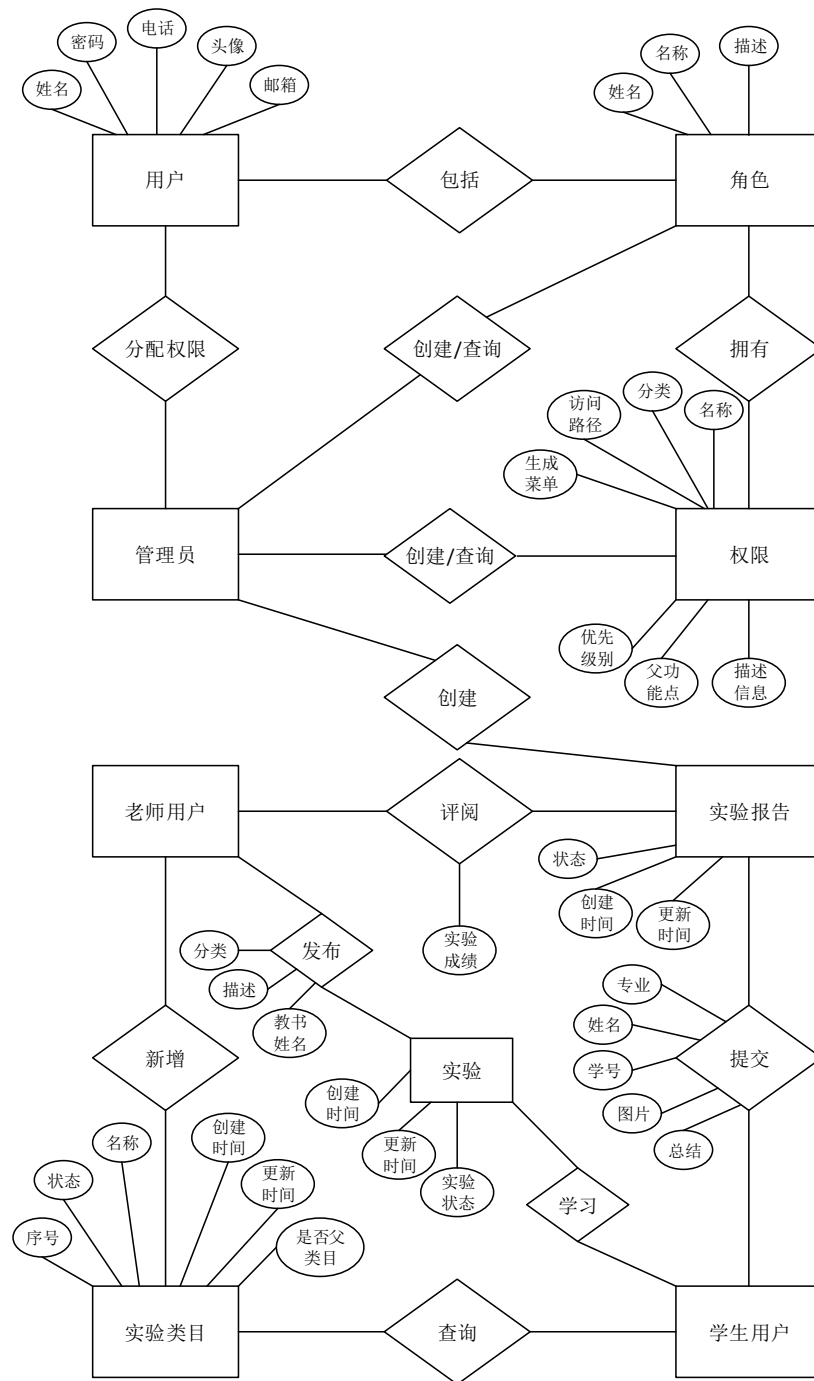 电话
密码
头像
名称
描述
姓名
邮箱
姓名
用户
包括
角色
分配权限
创建/查询
拥有
访问
路径
分类
名称
生成
菜单
管理员
创建/查询
权限
优先
级别
父功
能点
描述
信息
创建
老师用户
评阅
实验报告
状态
创建
时间
更新
时间
实验
成绩
分类
发布
描述
教书
姓名
专业
姓名
学号
图片
总结
提交
新增
实验
创建
时间
更新
时间
实验
状态
学习
名称
创建
时间
状态
更新
时间
序号
是否父
类目
实验类目
查询
学生用户